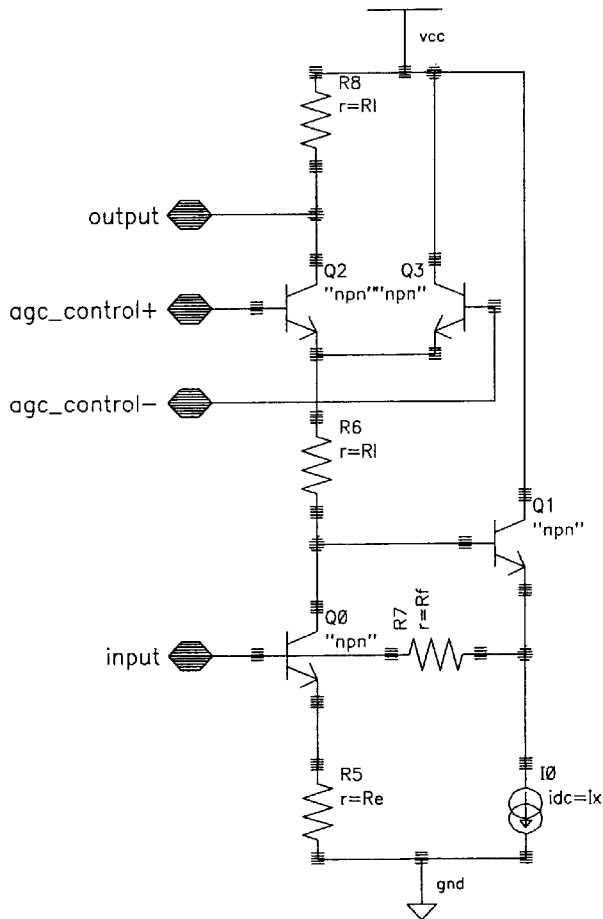 vcc
R8
r=Rl
output
Q2
Q3
"npn"
"npn"
agc_control+
agc_control-
R6
r=Rl
Q1
"npn"
Q0
"npn"
R7
r=Rf
input
R5
r=Re
I0
idc=Ix
gnd